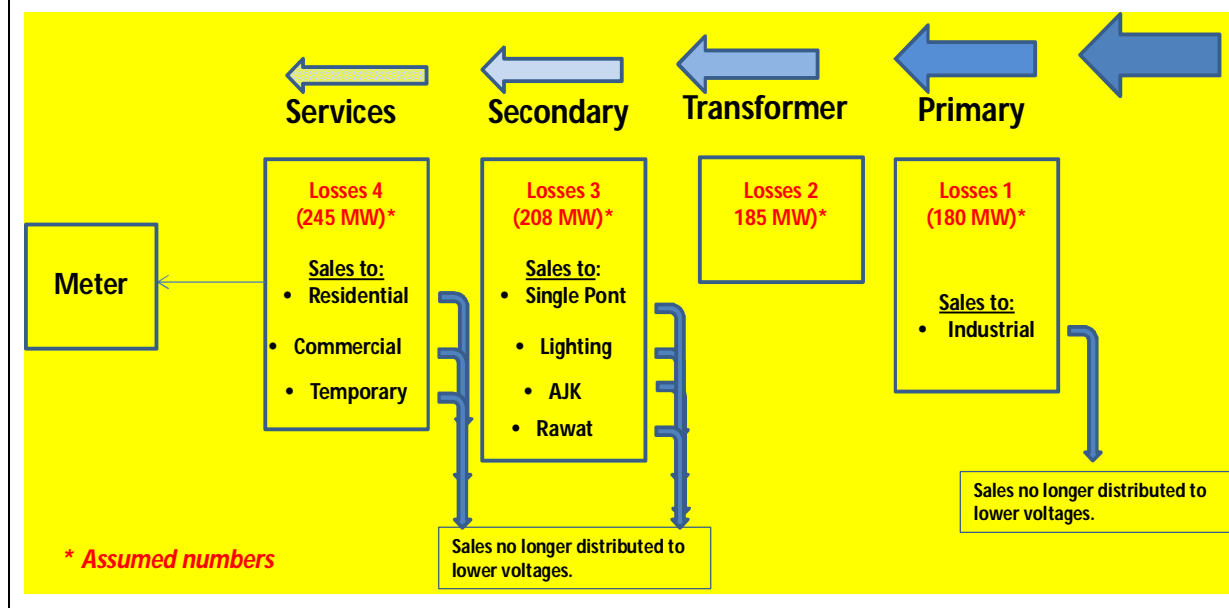 Services
Secondary
Transformer
Primary
Losses 4
(245 MW)*
Sales to:
• Residential
• Commercial
• Temporary
Losses 3
(208 MW)*
Sales to:
• Single Pont
• Lighting
• AJK
• Rawat
Losses 2
185 MW)*
Losses 1
(180 MW)*
Sales to:
• Industrial
Meter
Sales no longer distributed to
lower voltages.
Sales no longer distributed to
lower voltages.
* Assumed numbers